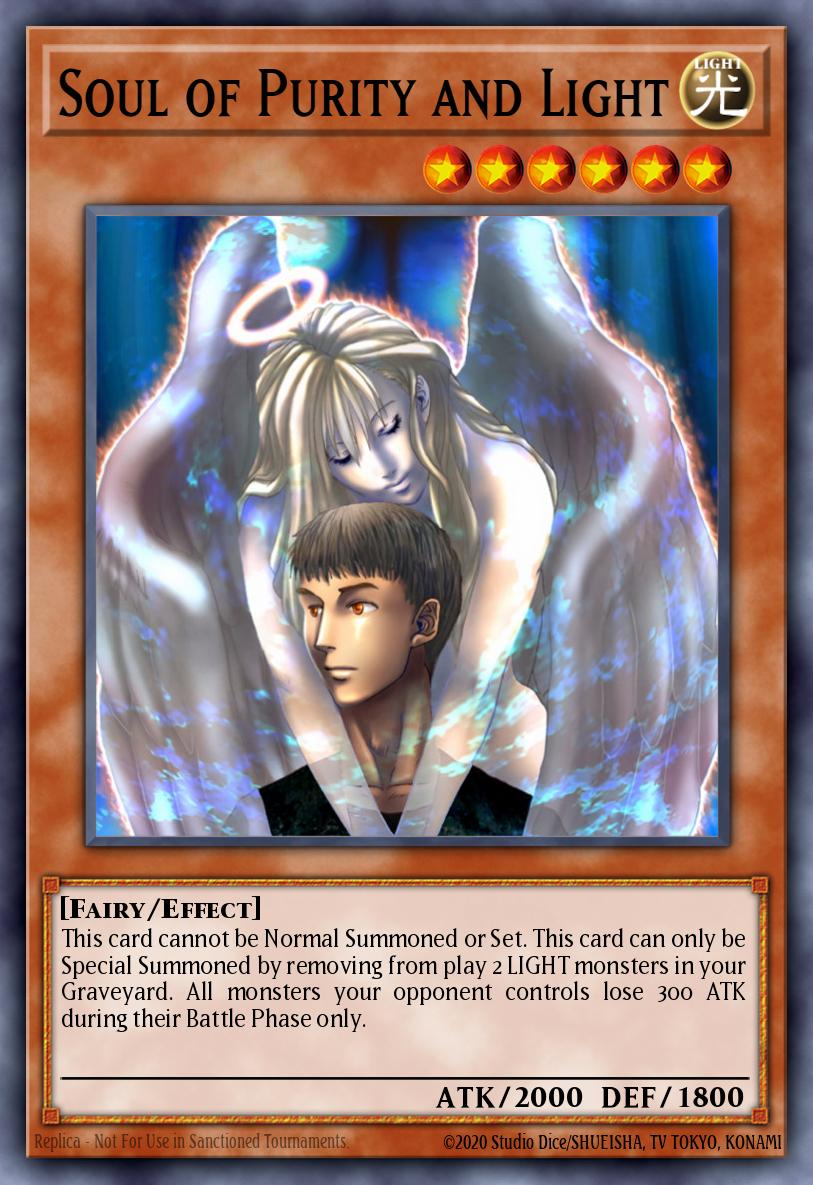 Soul of Purity and Light
LIGHT
光
[Fairy/Effect]
This card cannot be Normal Summoned or Set. This card can only be
Special Summoned by removing from play 2 LIGHT monsters in your
Graveyard. All monsters your opponent controls lose 300 ATK
during their Battle Phase only.
ATK/2000 DEF/1800
Replica - Not For Use in Sanctioned Tournaments.
©2020 Studio Dice/SHUEISHA, TV TOKYO, KONAMI